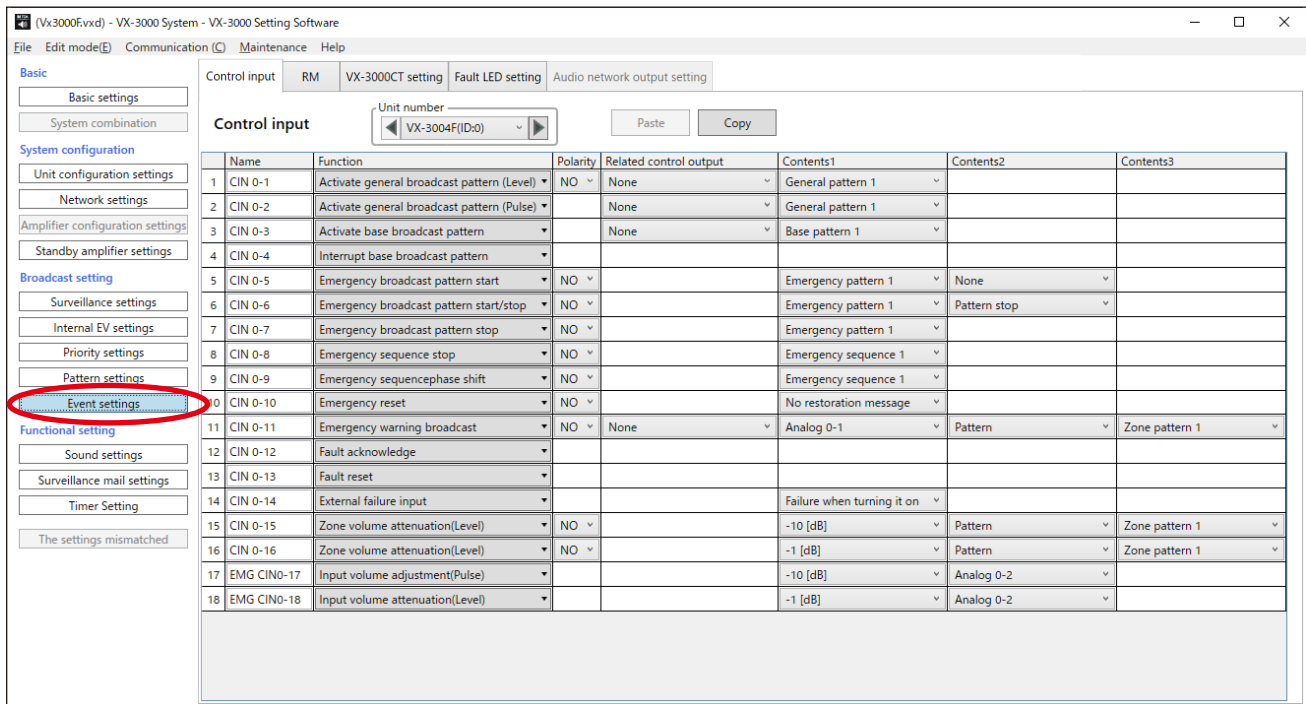 (Vx3000F.vxd) - VX-3000 System - VX-3000 Setting Software
File Edit mode(E) Communication (C) Maintenance Help
Basic
Basic settings
System combination
System configuration
Unit configuration settings
Network settings
Amplifier configuration settings
Standby amplifier settings
Broadcast setting
Surveillance settings
Internal EV settings
Priority settings
Pattern settings
Event settings
Functional setting
Sound settings
Surveillance mail settings
Timer Setting
The settings mismatched
Control input RM VX-3000CT setting Fault LED setting Audio network output setting
Control input
Unit number
VX-3004F(ID:0)
Paste Copy
Name Function Polarity Related control output Contents1 Contents2 Contents3
1 CIN 0-1 Activate general broadcast pattern (Level) NO None General pattern 1
2 CIN 0-2 Activate general broadcast pattern (Pulse) None General pattern 1
3 CIN 0-3 Activate base broadcast pattern None Base pattern 1
4 CIN 0-4 Interrupt base broadcast pattern
5 CIN 0-5 Emergency broadcast pattern start NO Emergency pattern 1 None
6 CIN 0-6 Emergency broadcast pattern start/stop NO Emergency pattern 1 Pattern stop
7 CIN 0-7 Emergency broadcast pattern stop NO Emergency pattern 1
8 CIN 0-8 Emergency sequence stop NO Emergency sequence 1
9 CIN 0-9 Emergency sequencephase shift NO Emergency sequence 1
10 CIN 0-10 Emergency reset NO No restoration message
11 CIN 0-11 Emergency warning broadcast NO None Analog 0-1 Pattern Zone pattern 1
12 CIN 0-12 Fault acknowledge
13 CIN 0-13 Fault reset
14 CIN 0-14 External failure input Failure when turning it on
15 CIN 0-15 Zone volume attenuation(Level) NO -10 [dB] Pattern Zone pattern 1
16 CIN 0-16 Zone volume attenuation(Level) NO -1 [dB] Pattern Zone pattern 1
17 EMG CIN0-17 Input volume adjustment(Pulse) -10 [dB] Analog 0-2
18 EMG CIN0-18 Input volume attenuation(Level) -1 [dB] Analog 0-2